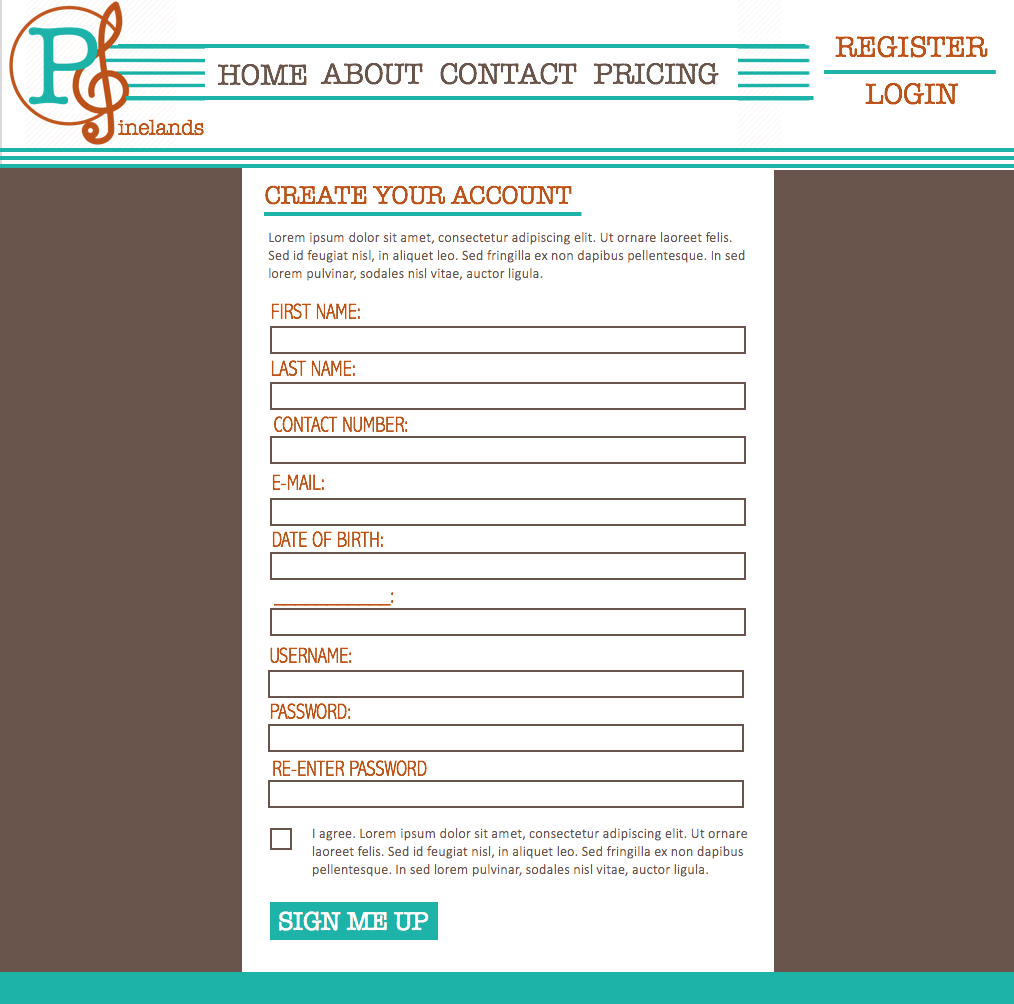 P
inelands
HOME ABOUT CONTACT PRICING
REGISTER
LOGIN
CREATE YOUR ACCOUNT
Lorem ipsum dolor sit amet, consectetur adipiscing elit. Ut ornare laoreet felis.
Sed id feugiat nisl, in aliquet leo. Sed fringilla ex non dapibus pellentesque. In sed
lorem pulvinar, sodales nisl vitae, auctor ligula.
FIRST NAME:
LAST NAME:
CONTACT NUMBER:
E-MAIL:
DATE OF BIRTH:
___________:
USERNAME:
PASSWORD:
RE-ENTER PASSWORD
I agree. Lorem ipsum dolor sit amet, consectetur adipiscing elit. Ut ornare
laoreet felis. Sed id feugiat nisl, in aliquet leo. Sed fringilla ex non dapibus
pellentesque. In sed lorem pulvinar, sodales nisl vitae, auctor ligula.
SIGN ME UP